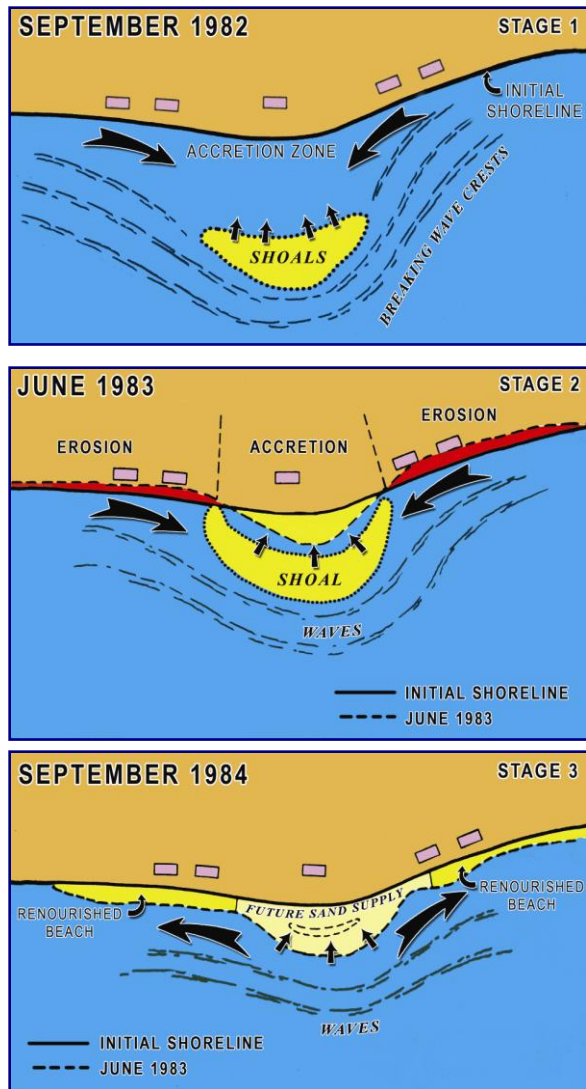 SEPTEMBER 1982
STAGE 1
INITIAL
SHORELINE
ACCRETION ZONE
SHOALS
BREAKING WAVE CRESTS
JUNE 1983
STAGE 2
EROSION
EROSION
ACCRETION
SHOAL
WAVES
INITIAL SHORELINE
JUNE 1983
SEPTEMBER 1984
STAGE 3
FUTURE SAND SUPPLY
RENOURISHED
BEACH
RENOURISHED
BEACH
WAVES
INITIAL SHORELINE
JUNE 1983